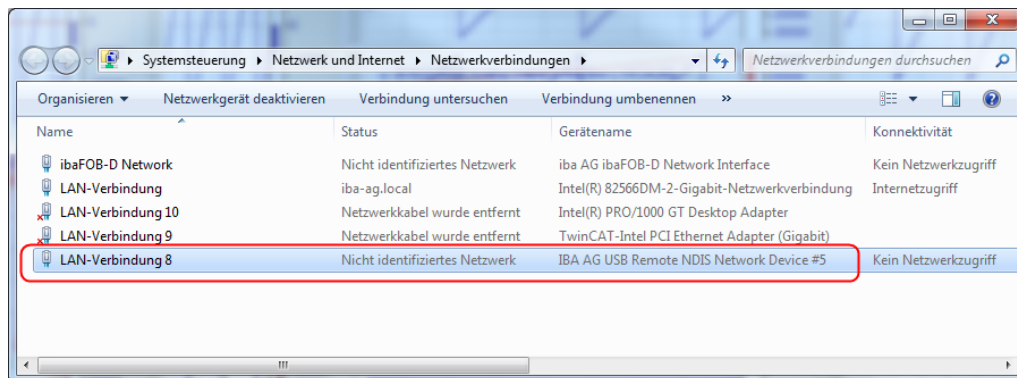 Systemsteuerung Netzwerk und Internet Netzwerkverbindungen Netzwerkverbindungen durchsuchen
Organisieren Netzwerkgerät deaktivieren Verbindung untersuchen Verbindung umbenennen »
Name Status Gerätename Konnektivität
ibaFOB-D Network Nicht identifiziertes Netzwerk iba AG ibaFOB-D Network Interface Kein Netzwerkzugriff
LAN-Verbindung iba-ag.local Intel(R) 82566DM-2-Gigabit-Netzwerkverbindung Internetzugriff
LAN-Verbindung 10 Netzwerkkabel wurde entfernt Intel(R) PRO/1000 GT Desktop Adapter
LAN-Verbindung 9 Netzwerkkabel wurde entfernt TwinCAT-Intel PCI Ethernet Adapter (Gigabit)
LAN-Verbindung 8 Nicht identifiziertes Netzwerk IBA AG USB Remote NDIS Network Device #5 Kein Netzwerkzugriff